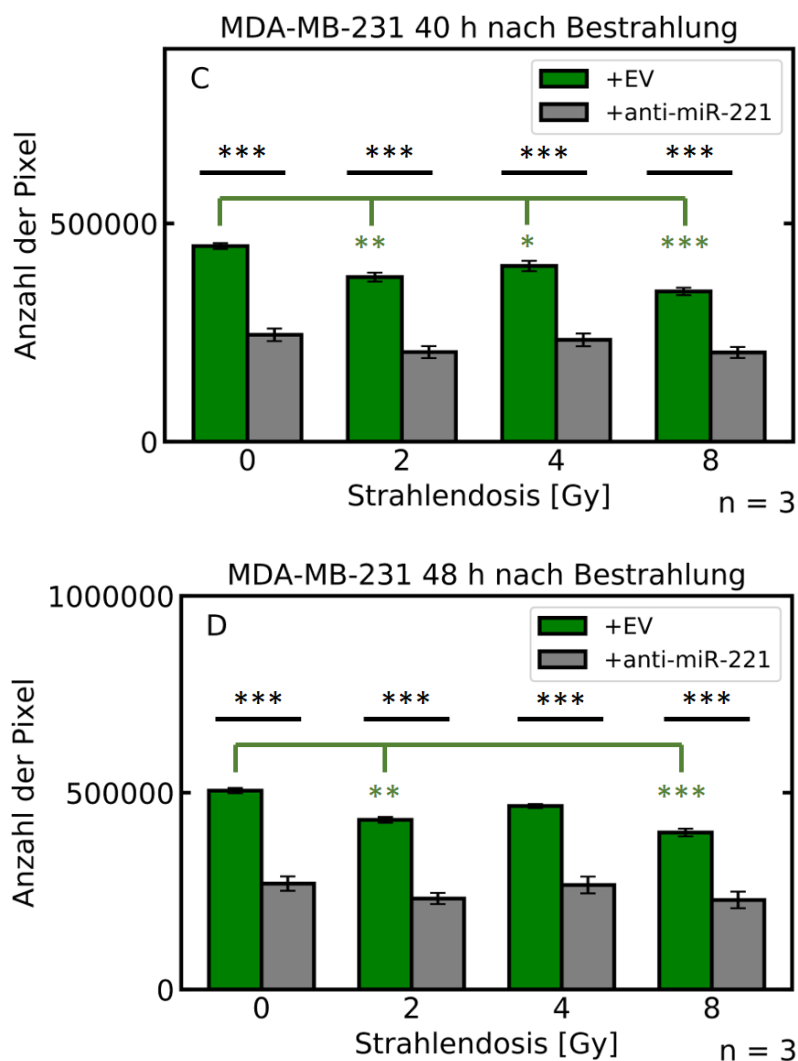 MDA-MB-231 40 h nach Bestrahlung
C
+EV
+anti-miR-221
*** *** *** ***
** * ***
Anzahl der Pixel
500000
0
0 2 4 8
Strahlendosis [Gy]
n = 3
MDA-MB-231 48 h nach Bestrahlung
1000000
D
+EV
+anti-miR-221
*** *** *** ***
** ***
Anzahl der Pixel
500000
0
0 2 4 8
Strahlendosis [Gy]
n = 3